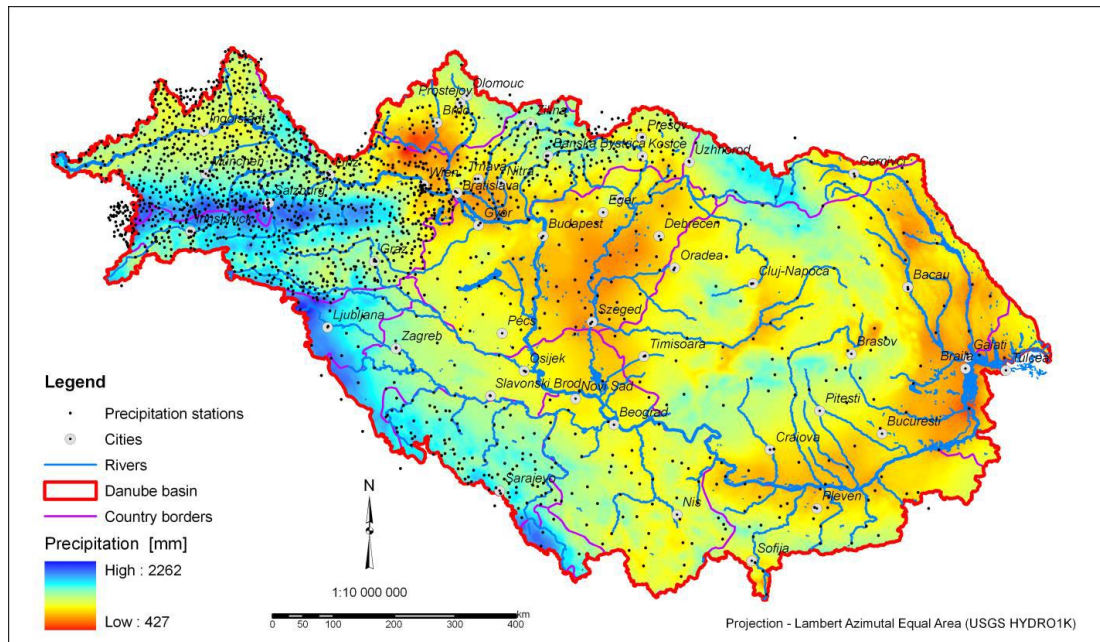 Olomouc
Prostejov
Brno
Zilina
Ingolstadt
Presov
Banska Bystrica
Kosice
Uzhhorod
Cernivci
München
Linz
Trnava
Nitra
Wien
Bratislava
Salzburg
Innsbruck
Györ
Eger
Budapest
Debrecen
Graz
Oradea
Cluj-Napoca
Bacau
Ljubljana
Szeged
Pécs
Zagreb
Timisoara
Brasov
Galati
Braila
Tulcea
Osijek
Slavonski Brod
Novi Sad
Pitesti
Beograd
Bucuresti
Craiova
Sarajevo
Pleven
Nis
Sofija
Legend
Precipitation stations
Cities
Rivers
Danube basin
Country borders
Precipitation [mm]
High : 2262
Low : 427
N
1:10 000 000
km
0 50 100 200 300 400
Projection - Lambert Azimutal Equal Area (USGS HYDRO1K)